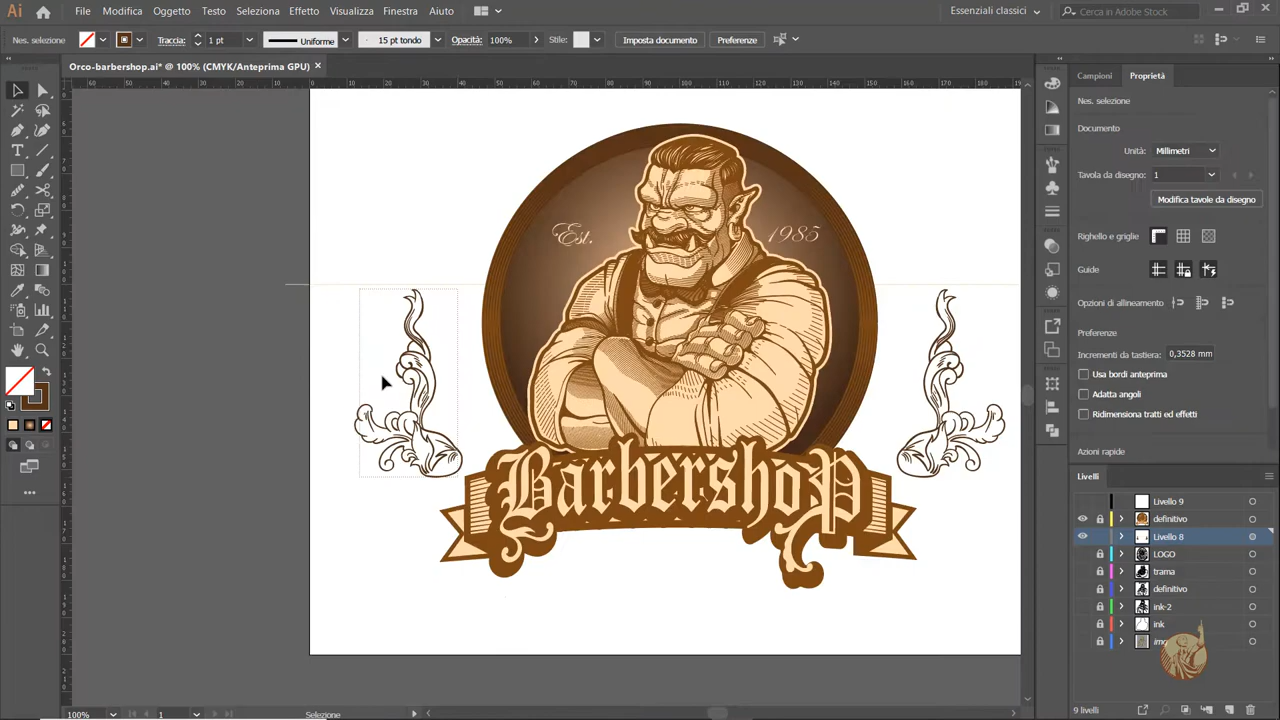 Ai File Modifica Oggetto Testo Seleziona Effetto Visualizza Finestra Aiuto Essenziali classici Cerca in Adobe Stock
Nes. selezione Traccia: 1 pt Uniforme 15 pt tondo Opacità: 100% Stile: Imposta documento Preferenze
Orco-barbershop.ai* @ 100% (CMYK/Anteprima GPU) ×
Campioni Proprietà
Nes. selezione
Documento
Unità: Millimetri
Tavola da disegno: 1
Modifica tavole da disegno
Righello e griglie
Guide
Opzioni di allineamento
Preferenze
Incrementi da tastiera: 0,3528 mm
Usa bordi anteprima
Adatta angoli
Ridimensiona tratti ed effetti
Azioni rapide
Livelli
Livello 9
definitivo
Livello 8
LOGO
trama
definitivo
ink-2
ink
9 livelli
Est. 1985
Barbershop
100% 1 Selezione